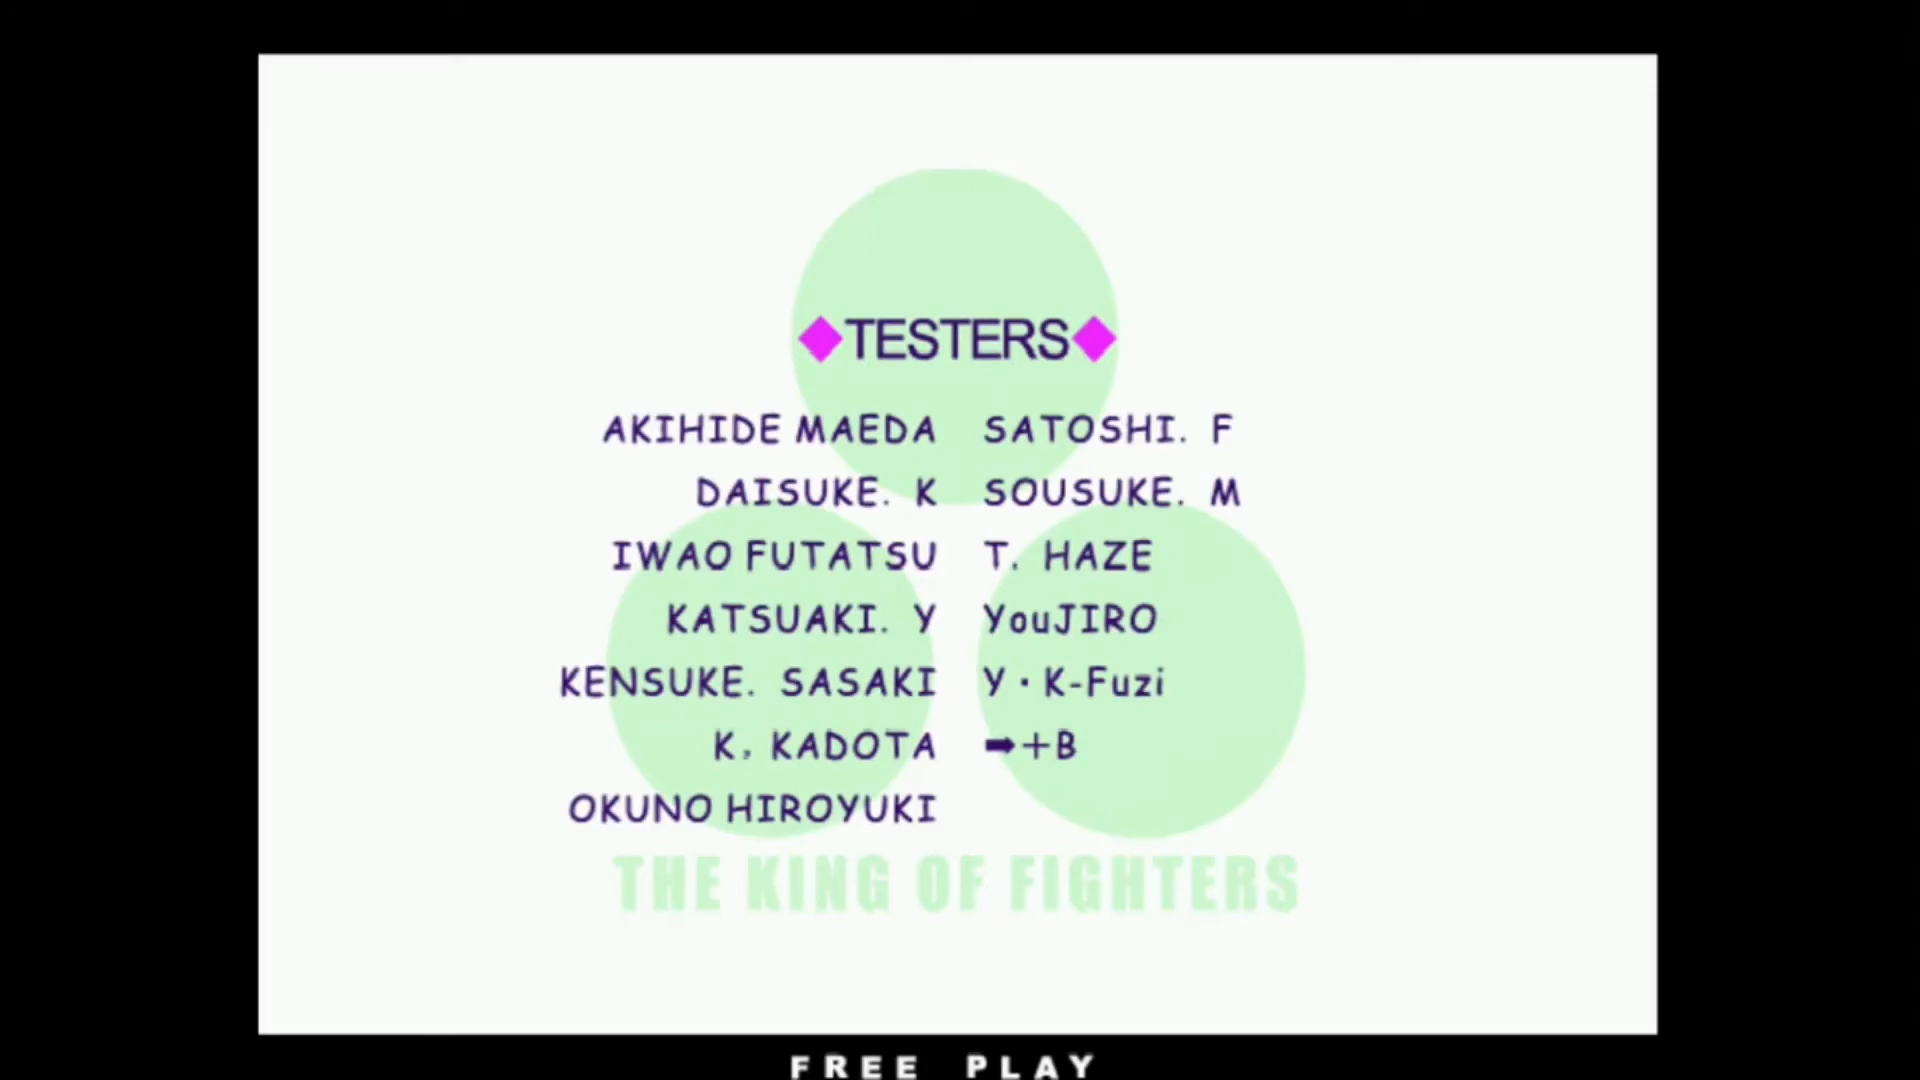 ◆TESTERS◆
AKIHIDE MAEDA SATOSHI. F
DAISUKE. K SOUSUKE. M
IWAO FUTATSU T. HAZE
KATSUAKI. Y YouJIRO
KENSUKE. SASAKI Y・K-Fuzi
K. KADOTA ➡+B
OKUNO HIROYUKI
THE KING OF FIGHTERS
FREE PLAY